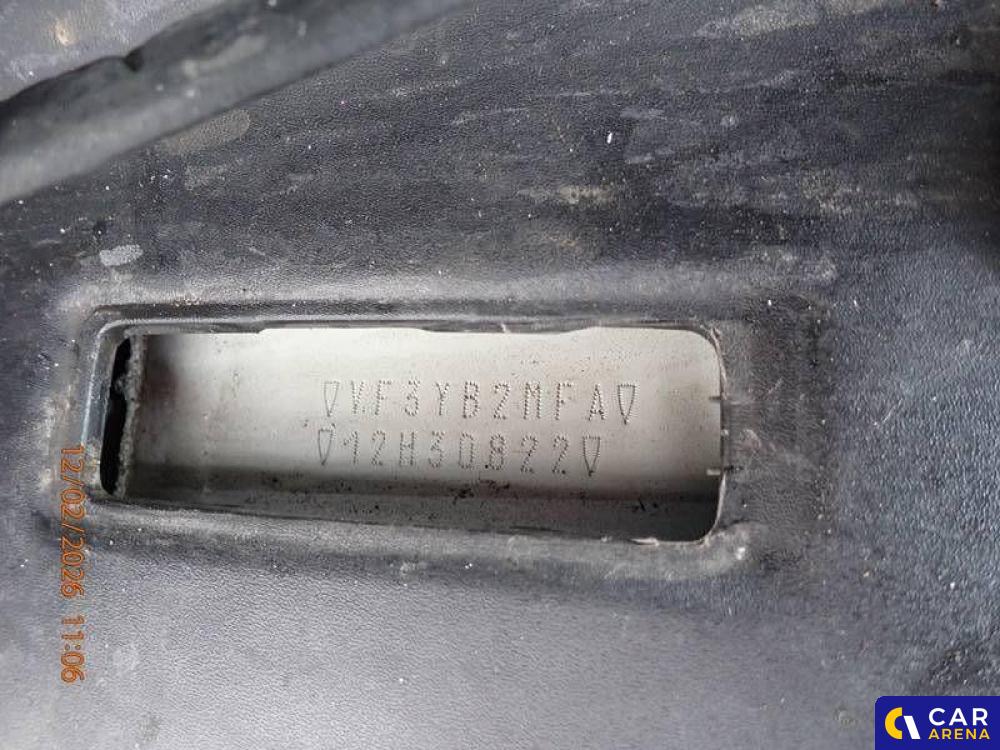 VF3YB2MFA
12H30822
12/02/2026 11:06
CAR
ARENA